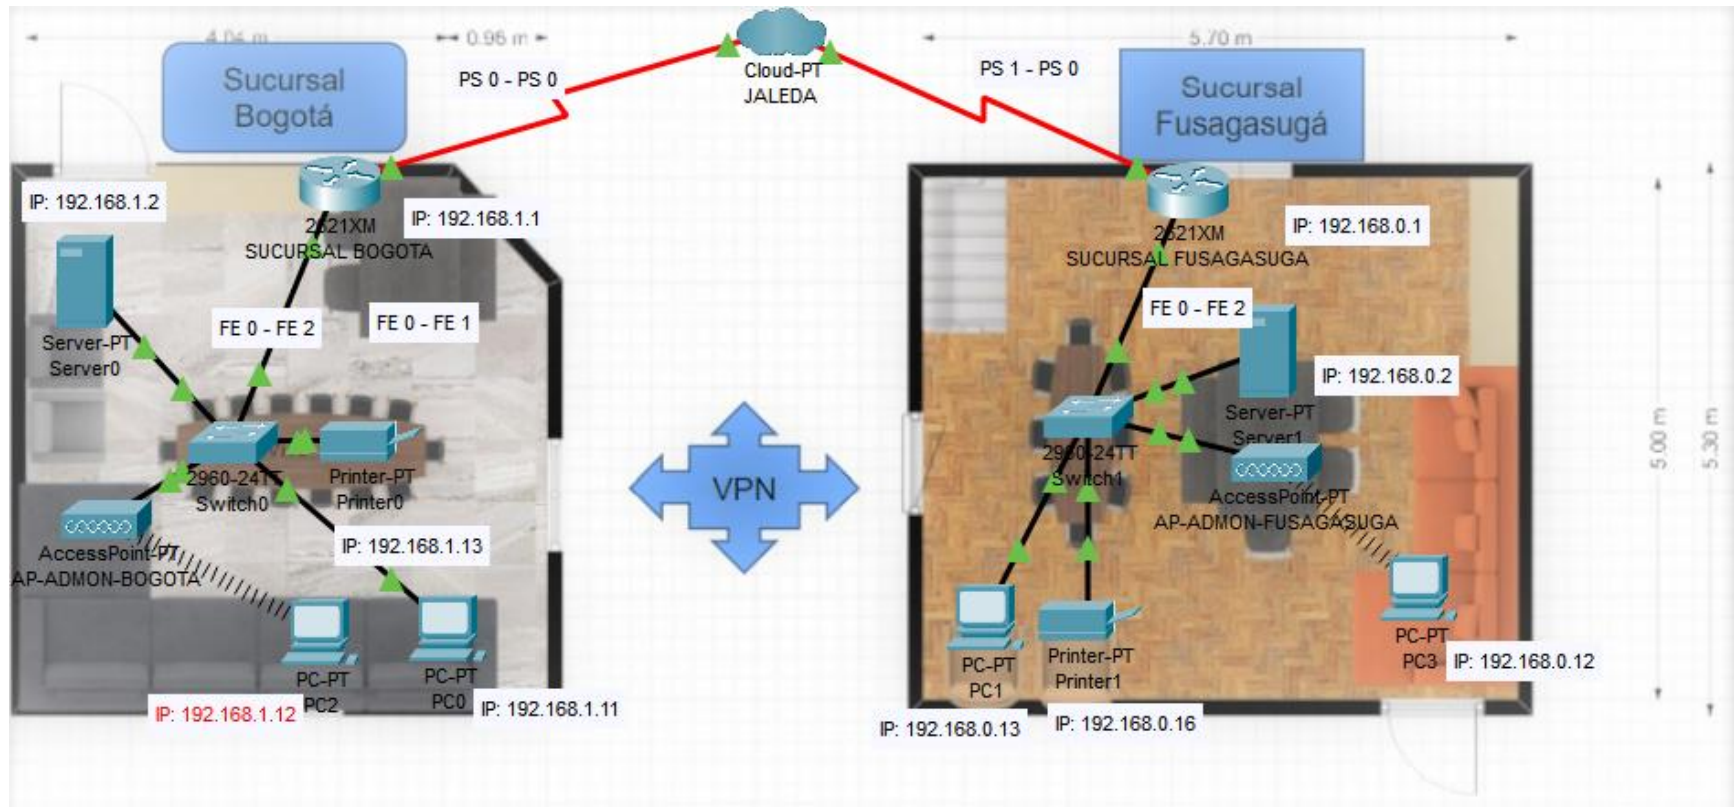 4.04 m
0.96 m
5.70 m
Sucursal
Bogotá
PS 0 - PS 0
Cloud-PT
JALEDA
PS 1 - PS 0
Sucursal
Fusagasugá
IP: 192.168.1.2
IP: 192.168.1.1
2621XM
SUCURSAL BOGOTA
IP: 192.168.0.1
2621XM
SUCURSAL FUSAGASUGA
FE 0 - FE 2
FE 0 - FE 1
Server-PT
Server0
FE 0 - FE 2
IP: 192.168.0.2
Server-PT
Server1
2960-24TT
Switch0
Printer-PT
Printer0
VPN
2960-24TT
Switch1
AccessPoint-PT
AP-ADMON-FUSAGASUGA
5.00 m
5.30 m
AccessPoint-PT
AP-ADMON-BOGOTA
IP: 192.168.1.13
PC-PT
PC2
PC-PT
PC0
IP: 192.168.1.12
IP: 192.168.1.11
PC-PT
PC1
Printer-PT
Printer1
PC-PT
PC3
IP: 192.168.0.12
IP: 192.168.0.13
IP: 192.168.0.16